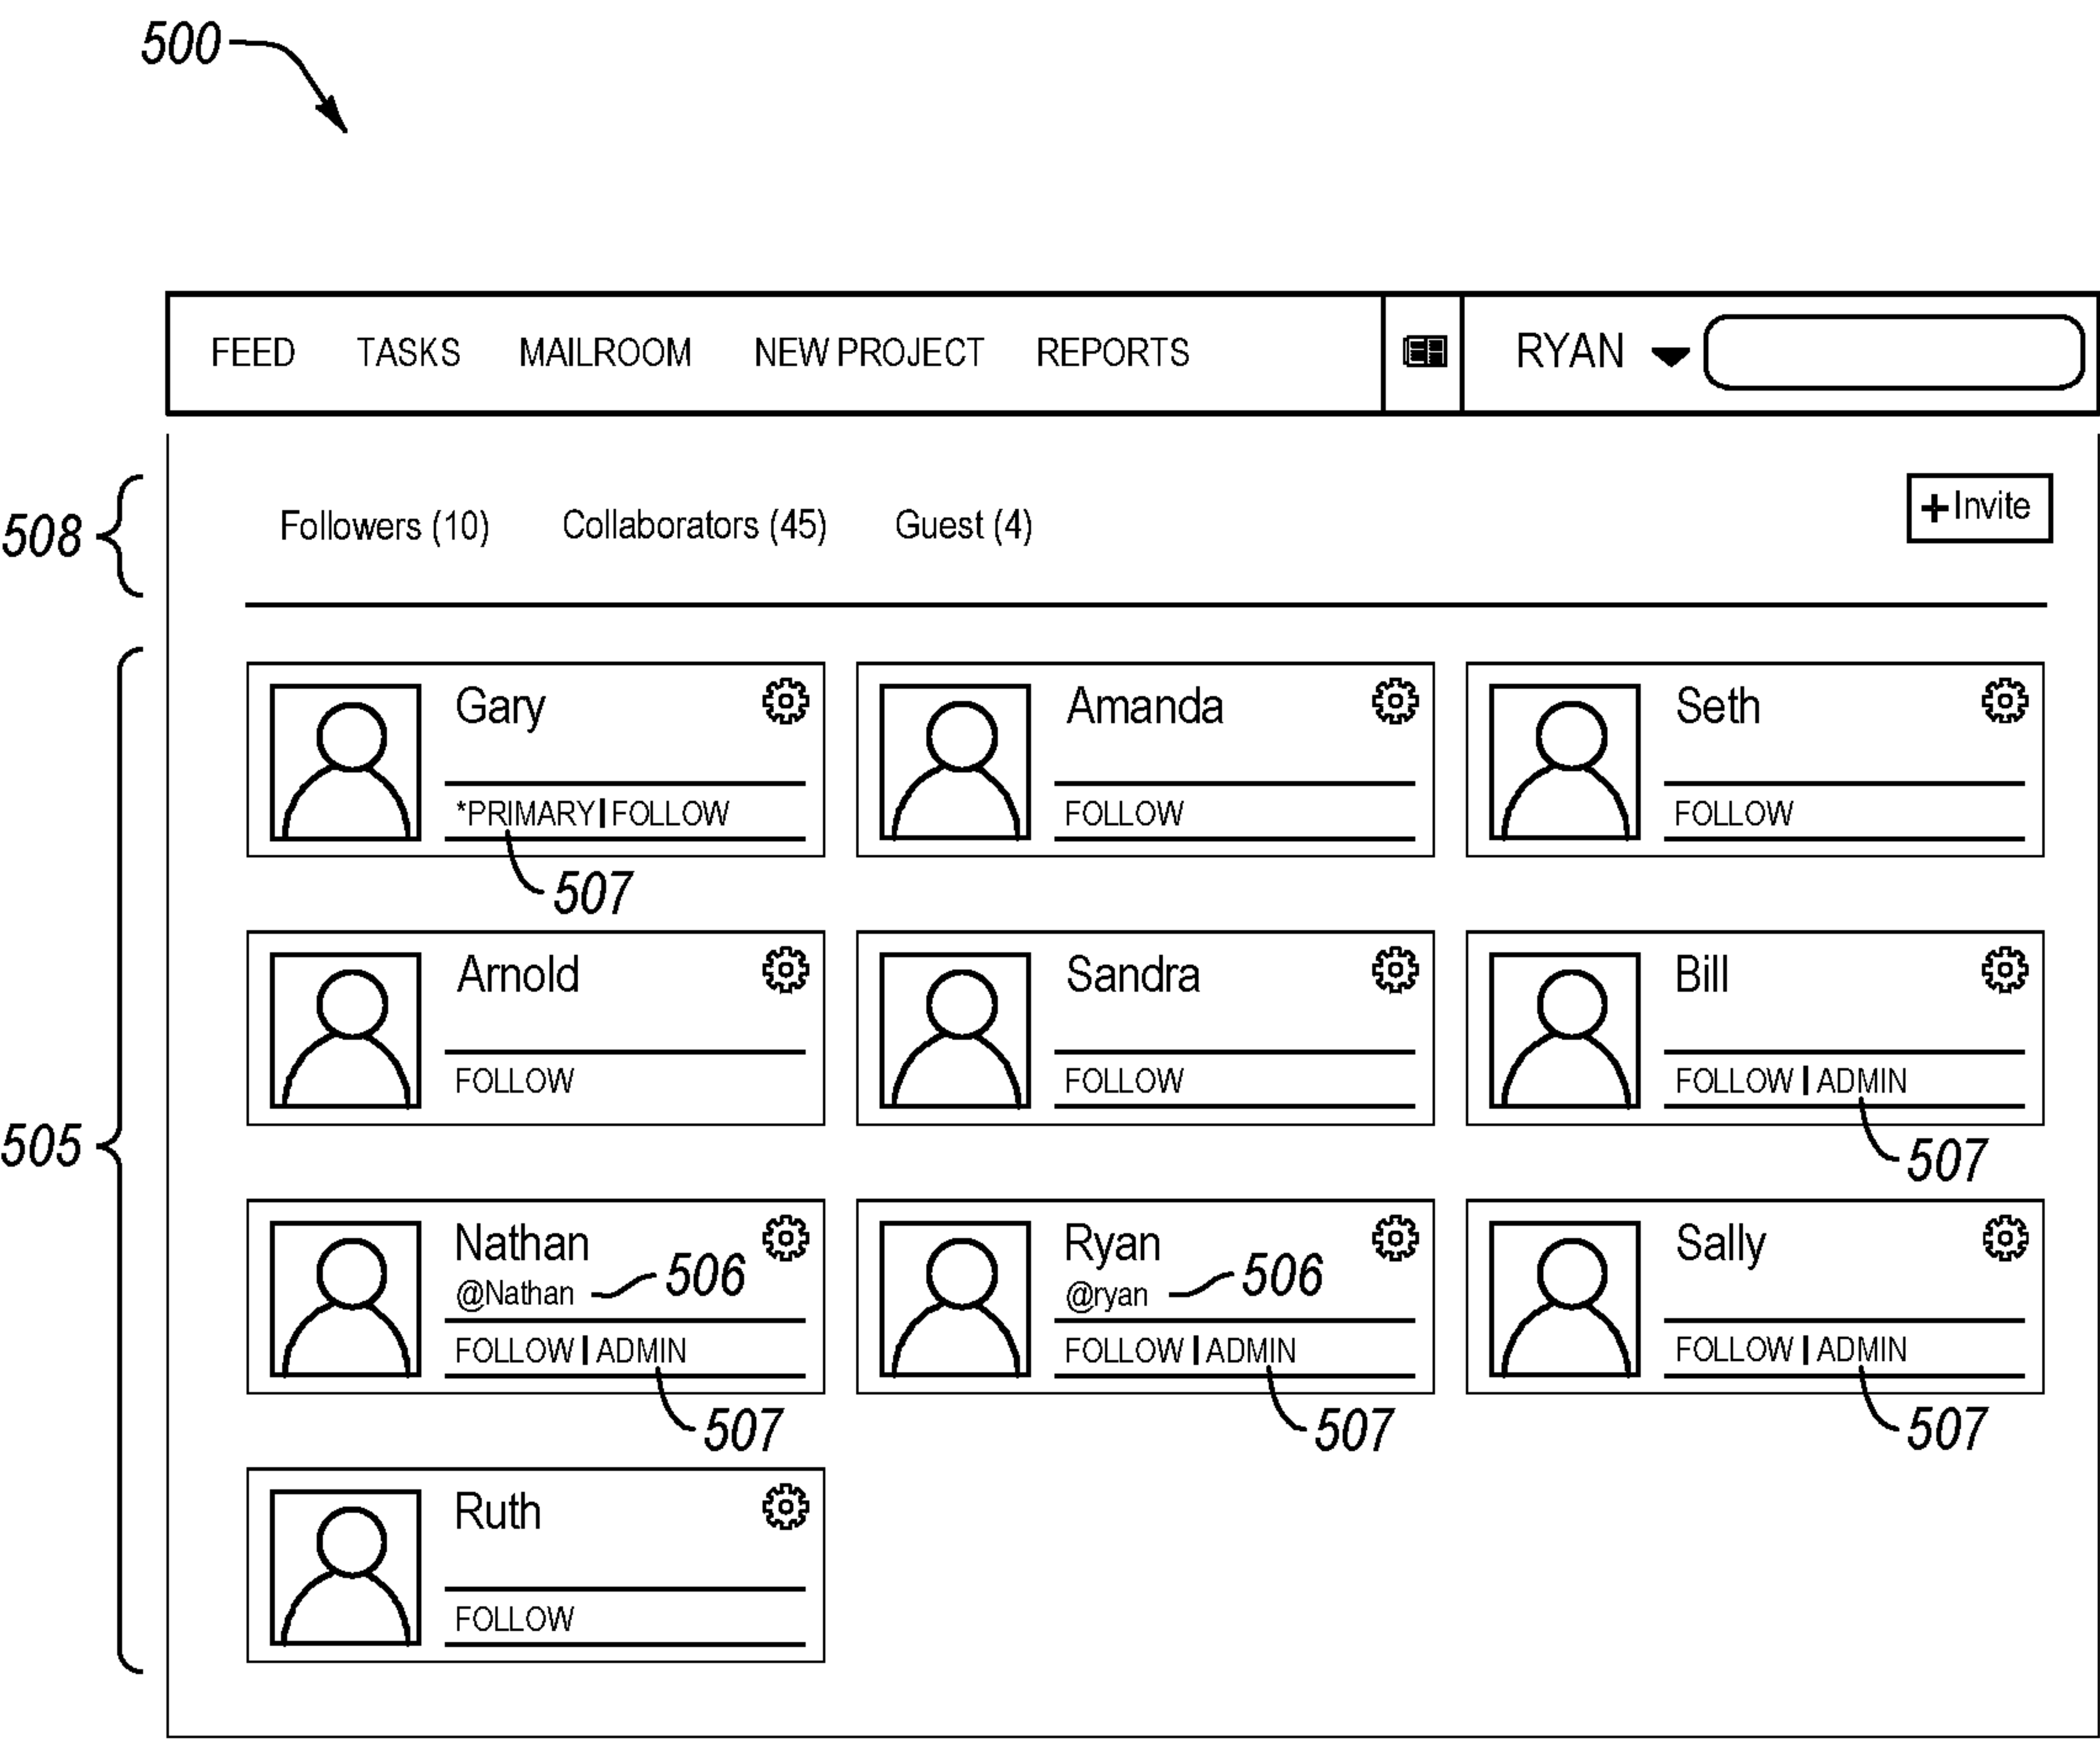 500
FEED TASKS MAILROOM NEW PROJECT REPORTS RYAN
508
Followers (10) Collaborators (45) Guest (4) +Invite
505
Gary
*PRIMARY|FOLLOW
507
Amanda
FOLLOW
Seth
FOLLOW
Arnold
FOLLOW
Sandra
FOLLOW
Bill
FOLLOW|ADMIN
507
Nathan
@Nathan 506
FOLLOW|ADMIN
507
Ryan
@ryan 506
FOLLOW|ADMIN
507
Sally
FOLLOW|ADMIN
507
Ruth
FOLLOW